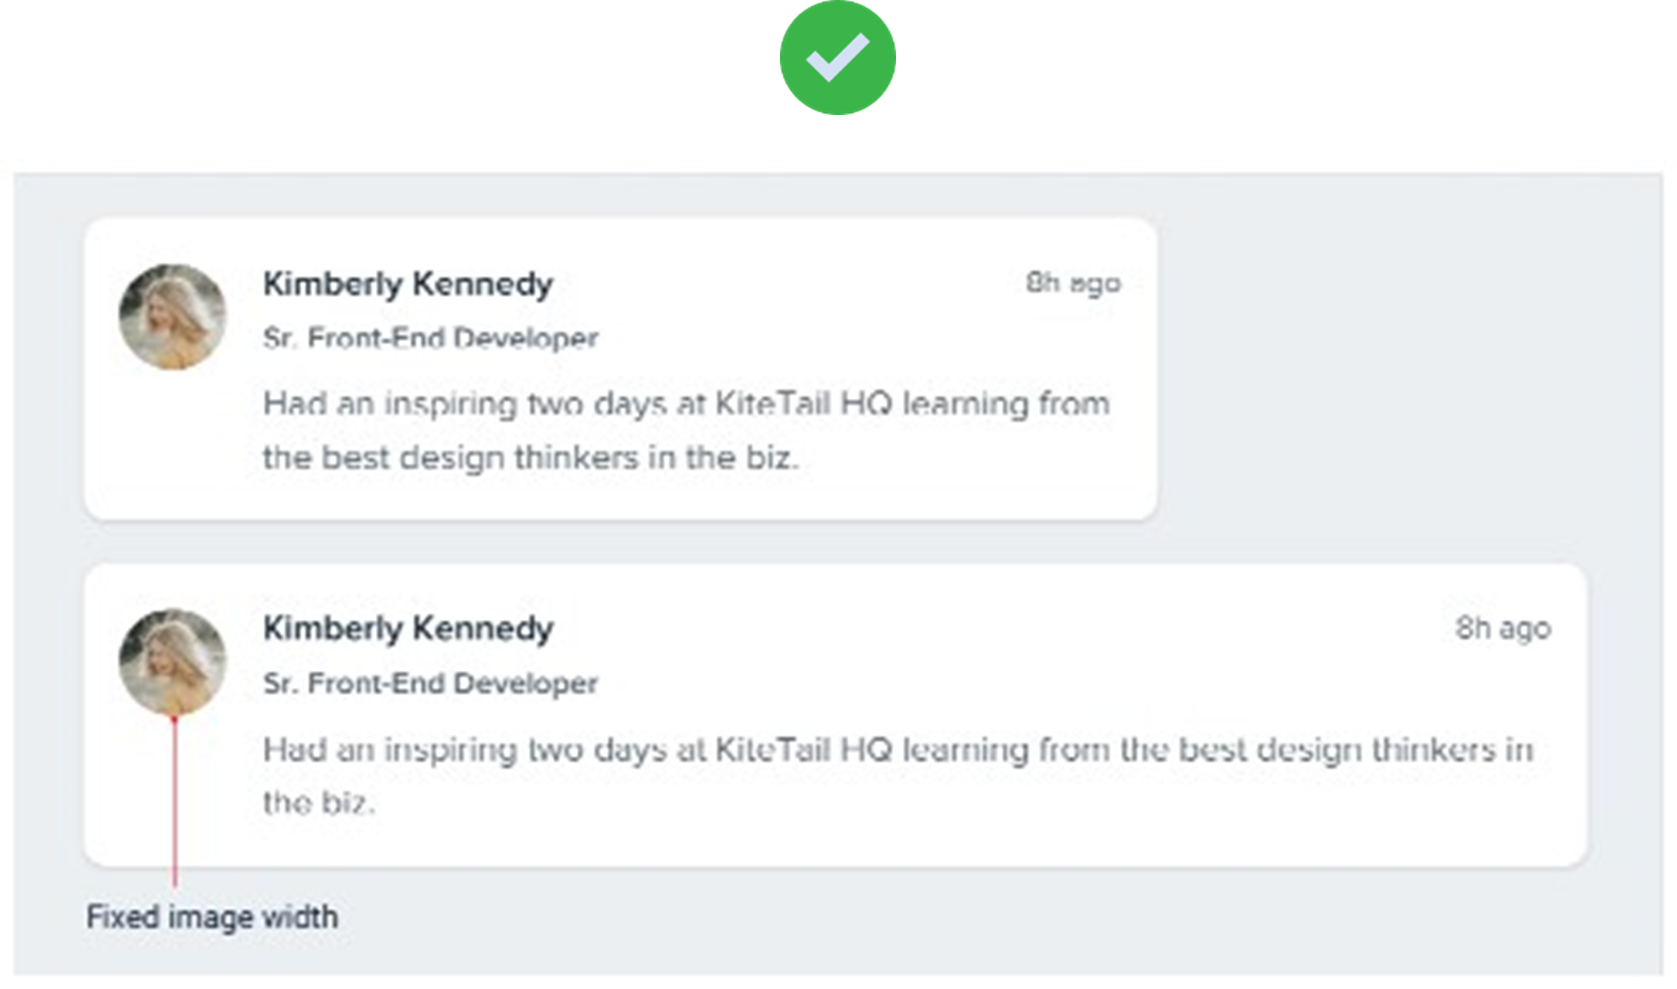 Kimberly Kennedy
8h ago
Sr. Front-End Developer
Had an inspiring two days at KiteTail HQ learning from
the best design thinkers in the biz.
Kimberly Kennedy
8h ago
Sr. Front-End Developer
Had an inspiring two days at KiteTail HQ learning from the best design thinkers in
the biz.
Fixed image width